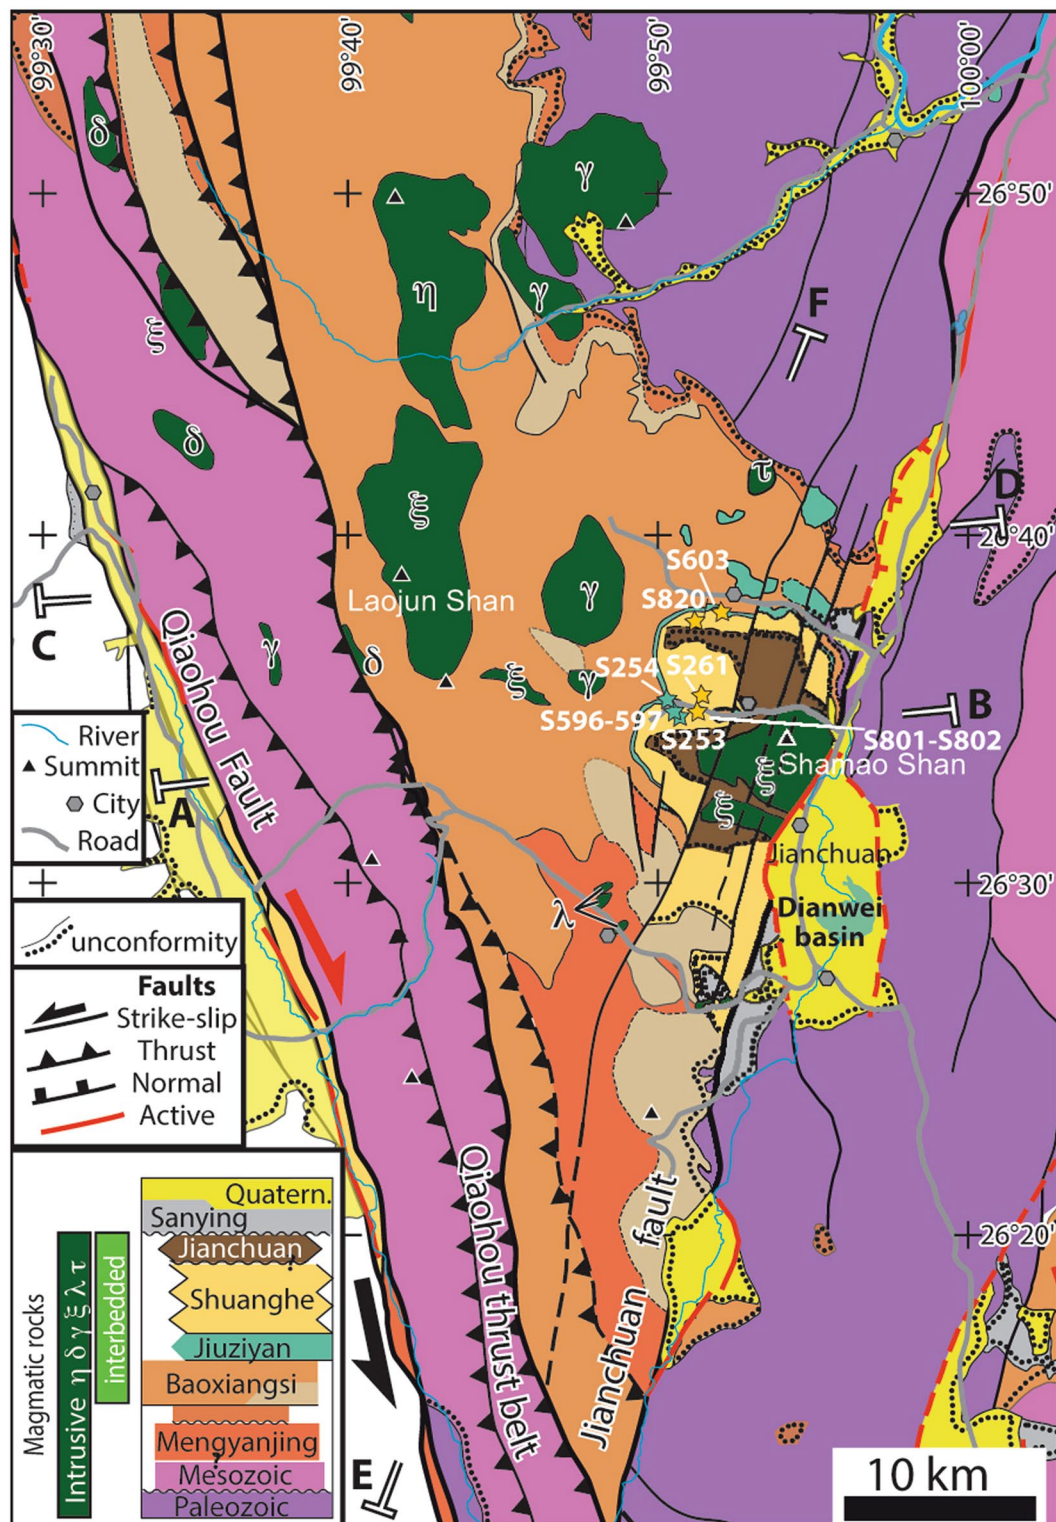 99°30'
99°40'
99°50'
100°00'
δ
γ
26°50'
η
γ
F
ξ
δ
τ
D
ξ
26°40'
S603
C
γ
S820
Laojun Shan
Qiaohou Fault
γ
δ
S254
S261
ξ
γ
B
S596-597
S253
S801-S802
River
Summit
City
Road
A
ξ
Shamao Shan
ξ
Jianchuan
26°30'
Dianwei
basin
λ
unconformity
Faults
Strike-slip
Thrust
Normal
Active
Qiaohou thrust belt
Jianchuan
fault
26°20'
Quatern.
Sanying
Jianchuan
?
Shuanghe
Jiuziyan
Baoxiangsi
Mengyanjing
?
Mesozoic
Paleozoic
Magmatic rocks
Intrusive η δ γ ξ λ τ
interbedded
E
10 km